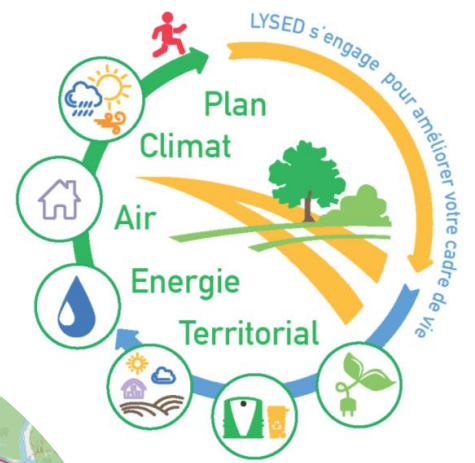 LYSED s'engage pour améliorer votre cadre de vie
Plan
Climat
Air
Energie
Territorial